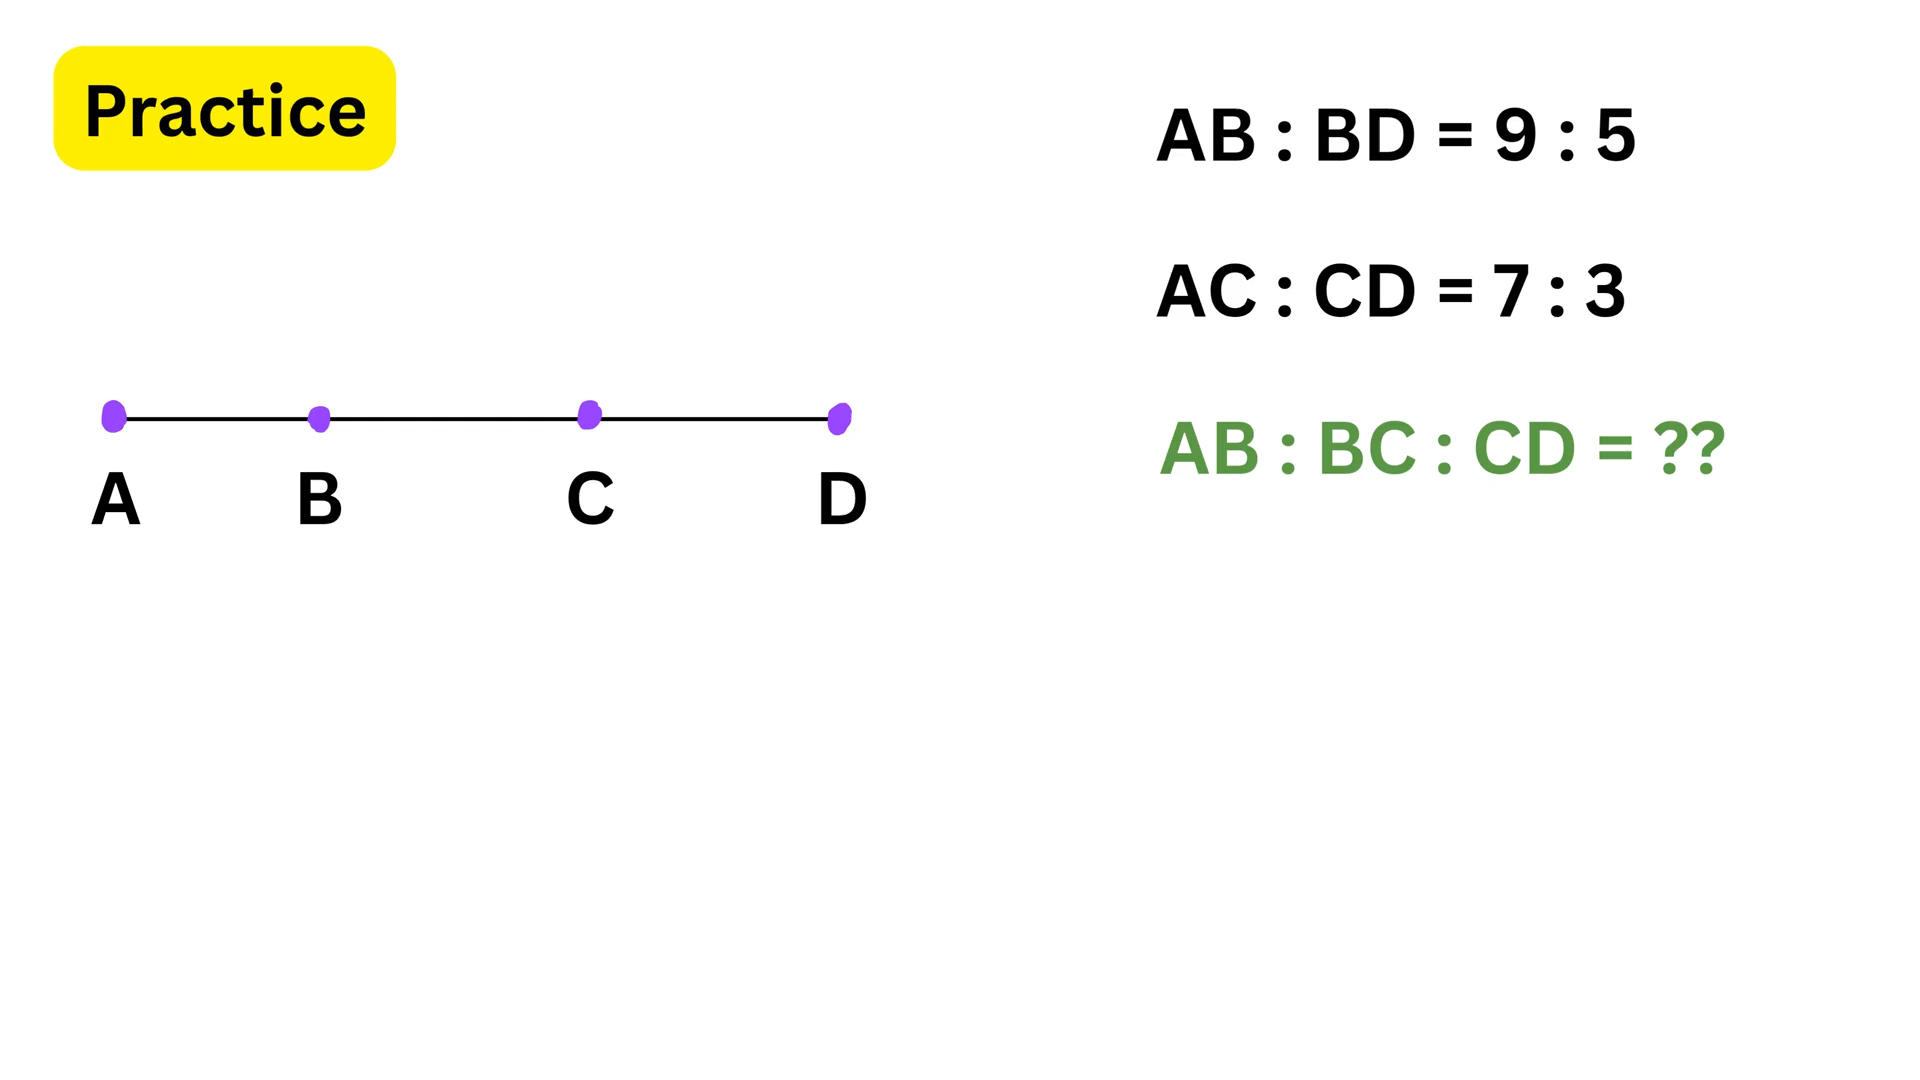 Practice
AB : BD = 9 : 5
AC : CD = 7 : 3
AB : BC : CD = ??
A B C D